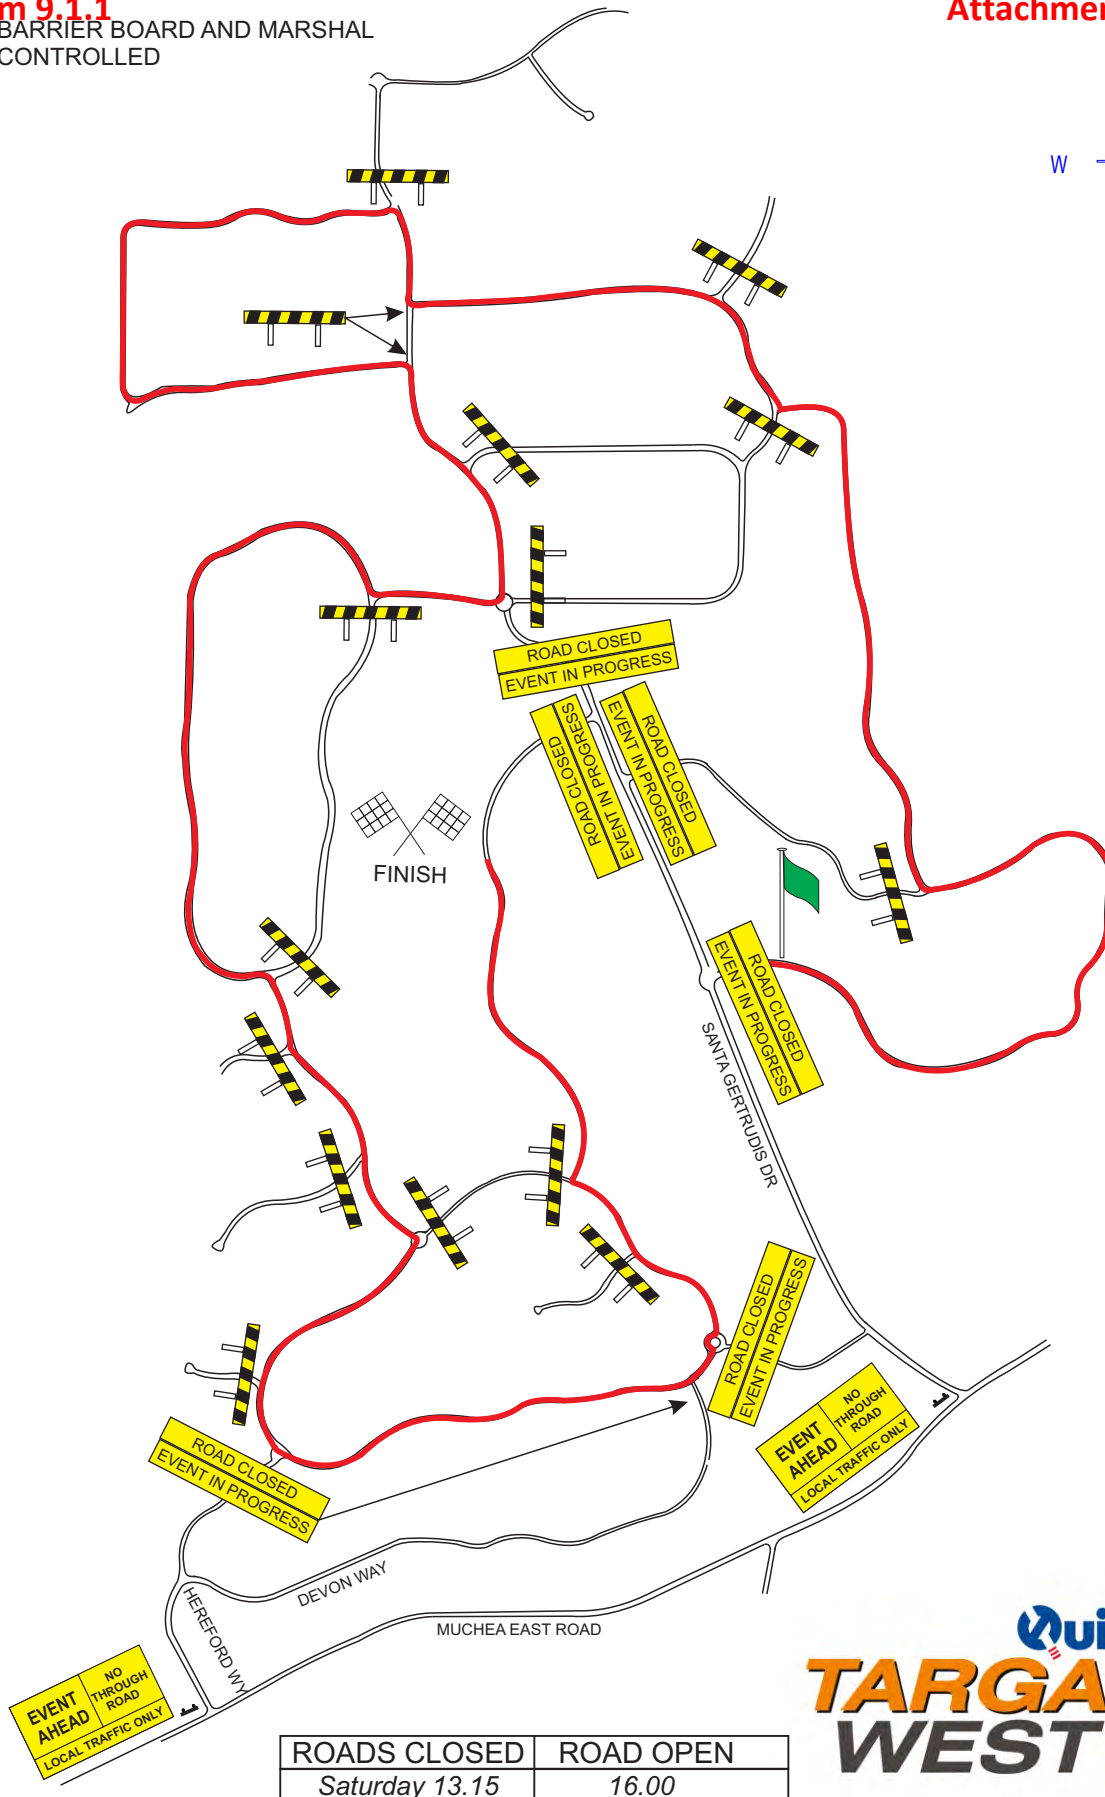 m 9.1.1
Attachmen
BARRIER BOARD AND MARSHAL
CONTROLLED
W
ROAD CLOSED
EVENT IN PROGRESS
ROAD CLOSED
EVENT IN PROGRESS
ROAD CLOSED
EVENT IN PROGRESS
FINISH
ROAD CLOSED
EVENT IN PROGRESS
SANTA GERTRUDIS DR
ROAD CLOSED
EVENT IN PROGRESS
EVENT
AHEAD
NO
THROUGH
ROAD
LOCAL TRAFFIC ONLY
ROAD CLOSED
EVENT IN PROGRESS
DEVON WAY
HEREFORD WY
MUCHEA EAST ROAD
EVENT
AHEAD
NO
THROUGH
ROAD
LOCAL TRAFFIC ONLY
Qui
TARGA
WEST
ROADS CLOSED ROAD OPEN
Saturday 13.15 16.00